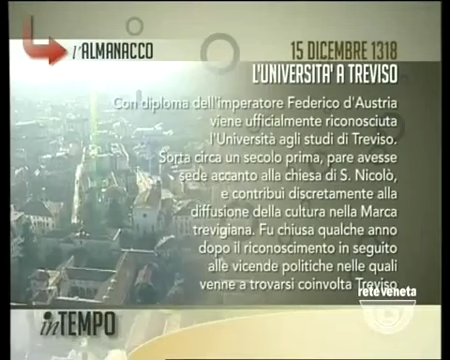 l'ALMANACCO
15 DICEMBRE 1318
L'UNIVERSITA' A TREVISO
Con diploma dell'imperatore Federico d'Austria
viene ufficialmente riconosciuta
l'Università agli studi di Treviso.
Sorta circa un secolo prima, pare avesse
sede accanto alla chiesa di S. Nicolò,
e contribuì discretamente alla
diffusione della cultura nella Marca
trevigiana. Fu chiusa qualche anno
dopo il riconoscimento in seguito
alle vicende politiche nelle quali
venne a trovarsi coinvolta Treviso
rete veneta
inTEMPO